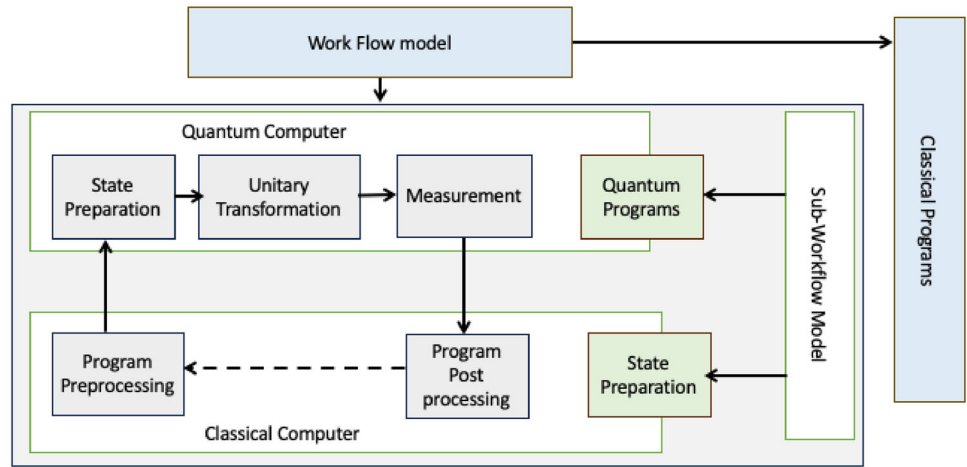 Work Flow model
Quantum Computer
State
Preparation
Unitary
Transformation
Measurement
Quantum
Programs
Sub-Workflow Model
Classical Programs
Program
Preprocessing
Program
Post
processing
State
Preparation
Classical Computer